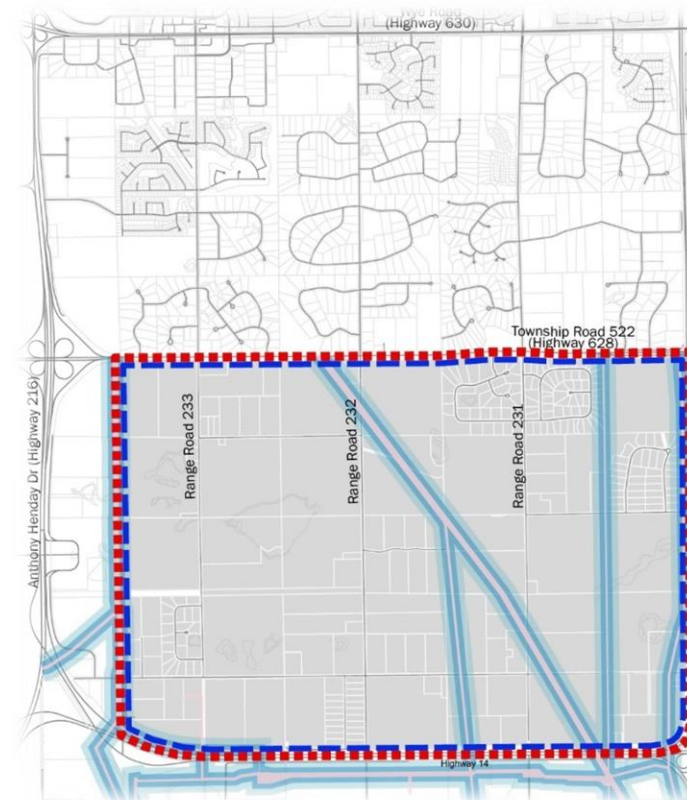 Wye Road
(Highway 630)
Township Road 522
(Highway 628)
Anthony Henday Dr (Highway 216)
Range Road 233
Range Road 232
Range Road 231
Highway 14